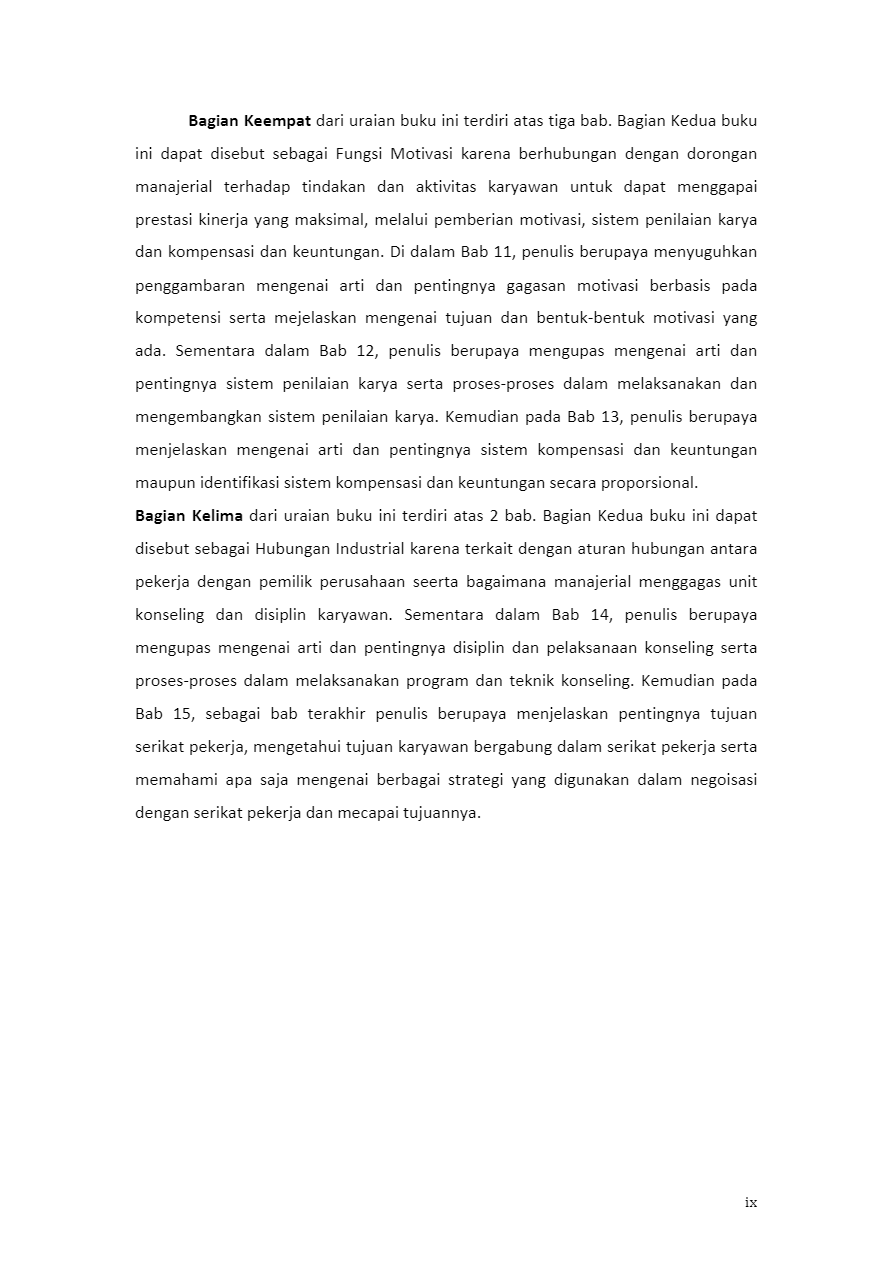 Bagian Keempat dari uraian buku ini terdiri atas tiga bab. Bagian Kedua buku
ini dapat disebut sebagai Fungsi Motivasi karena berhubungan dengan dorongan
manajerial terhadap tindakan dan aktivitas karyawan untuk dapat menggapai
prestasi kinerja yang maksimal, melalui pemberian motivasi, sistem penilaian karya
dan kompensasi dan keuntungan. Di dalam Bab 11, penulis berupaya menyuguhkan
penggambaran mengenai arti dan pentingnya gagasan motivasi berbasis pada
kompetensi serta mejelaskan mengenai tujuan dan bentuk-bentuk motivasi yang
ada. Sementara dalam Bab 12, penulis berupaya mengupas mengenai arti dan
pentingnya sistem penilaian karya serta proses-proses dalam melaksanakan dan
mengembangkan sistem penilaian karya. Kemudian pada Bab 13, penulis berupaya
menjelaskan mengenai arti dan pentingnya sistem kompensasi dan keuntungan
maupun identifikasi sistem kompensasi dan keuntungan secara proporsional.
Bagian Kelima dari uraian buku ini terdiri atas 2 bab. Bagian Kedua buku ini dapat
disebut sebagai Hubungan Industrial karena terkait dengan aturan hubungan antara
pekerja dengan pemilik perusahaan seerta bagaimana manajerial menggagas unit
konseling dan disiplin karyawan. Sementara dalam Bab 14, penulis berupaya
mengupas mengenai arti dan pentingnya disiplin dan pelaksanaan konseling serta
proses-proses dalam melaksanakan program dan teknik konseling. Kemudian pada
Bab 15, sebagai bab terakhir penulis berupaya menjelaskan pentingnya tujuan
serikat pekerja, mengetahui tujuan karyawan bergabung dalam serikat pekerja serta
memahami apa saja mengenai berbagai strategi yang digunakan dalam negoisasi
dengan serikat pekerja dan mecapai tujuannya.
ix